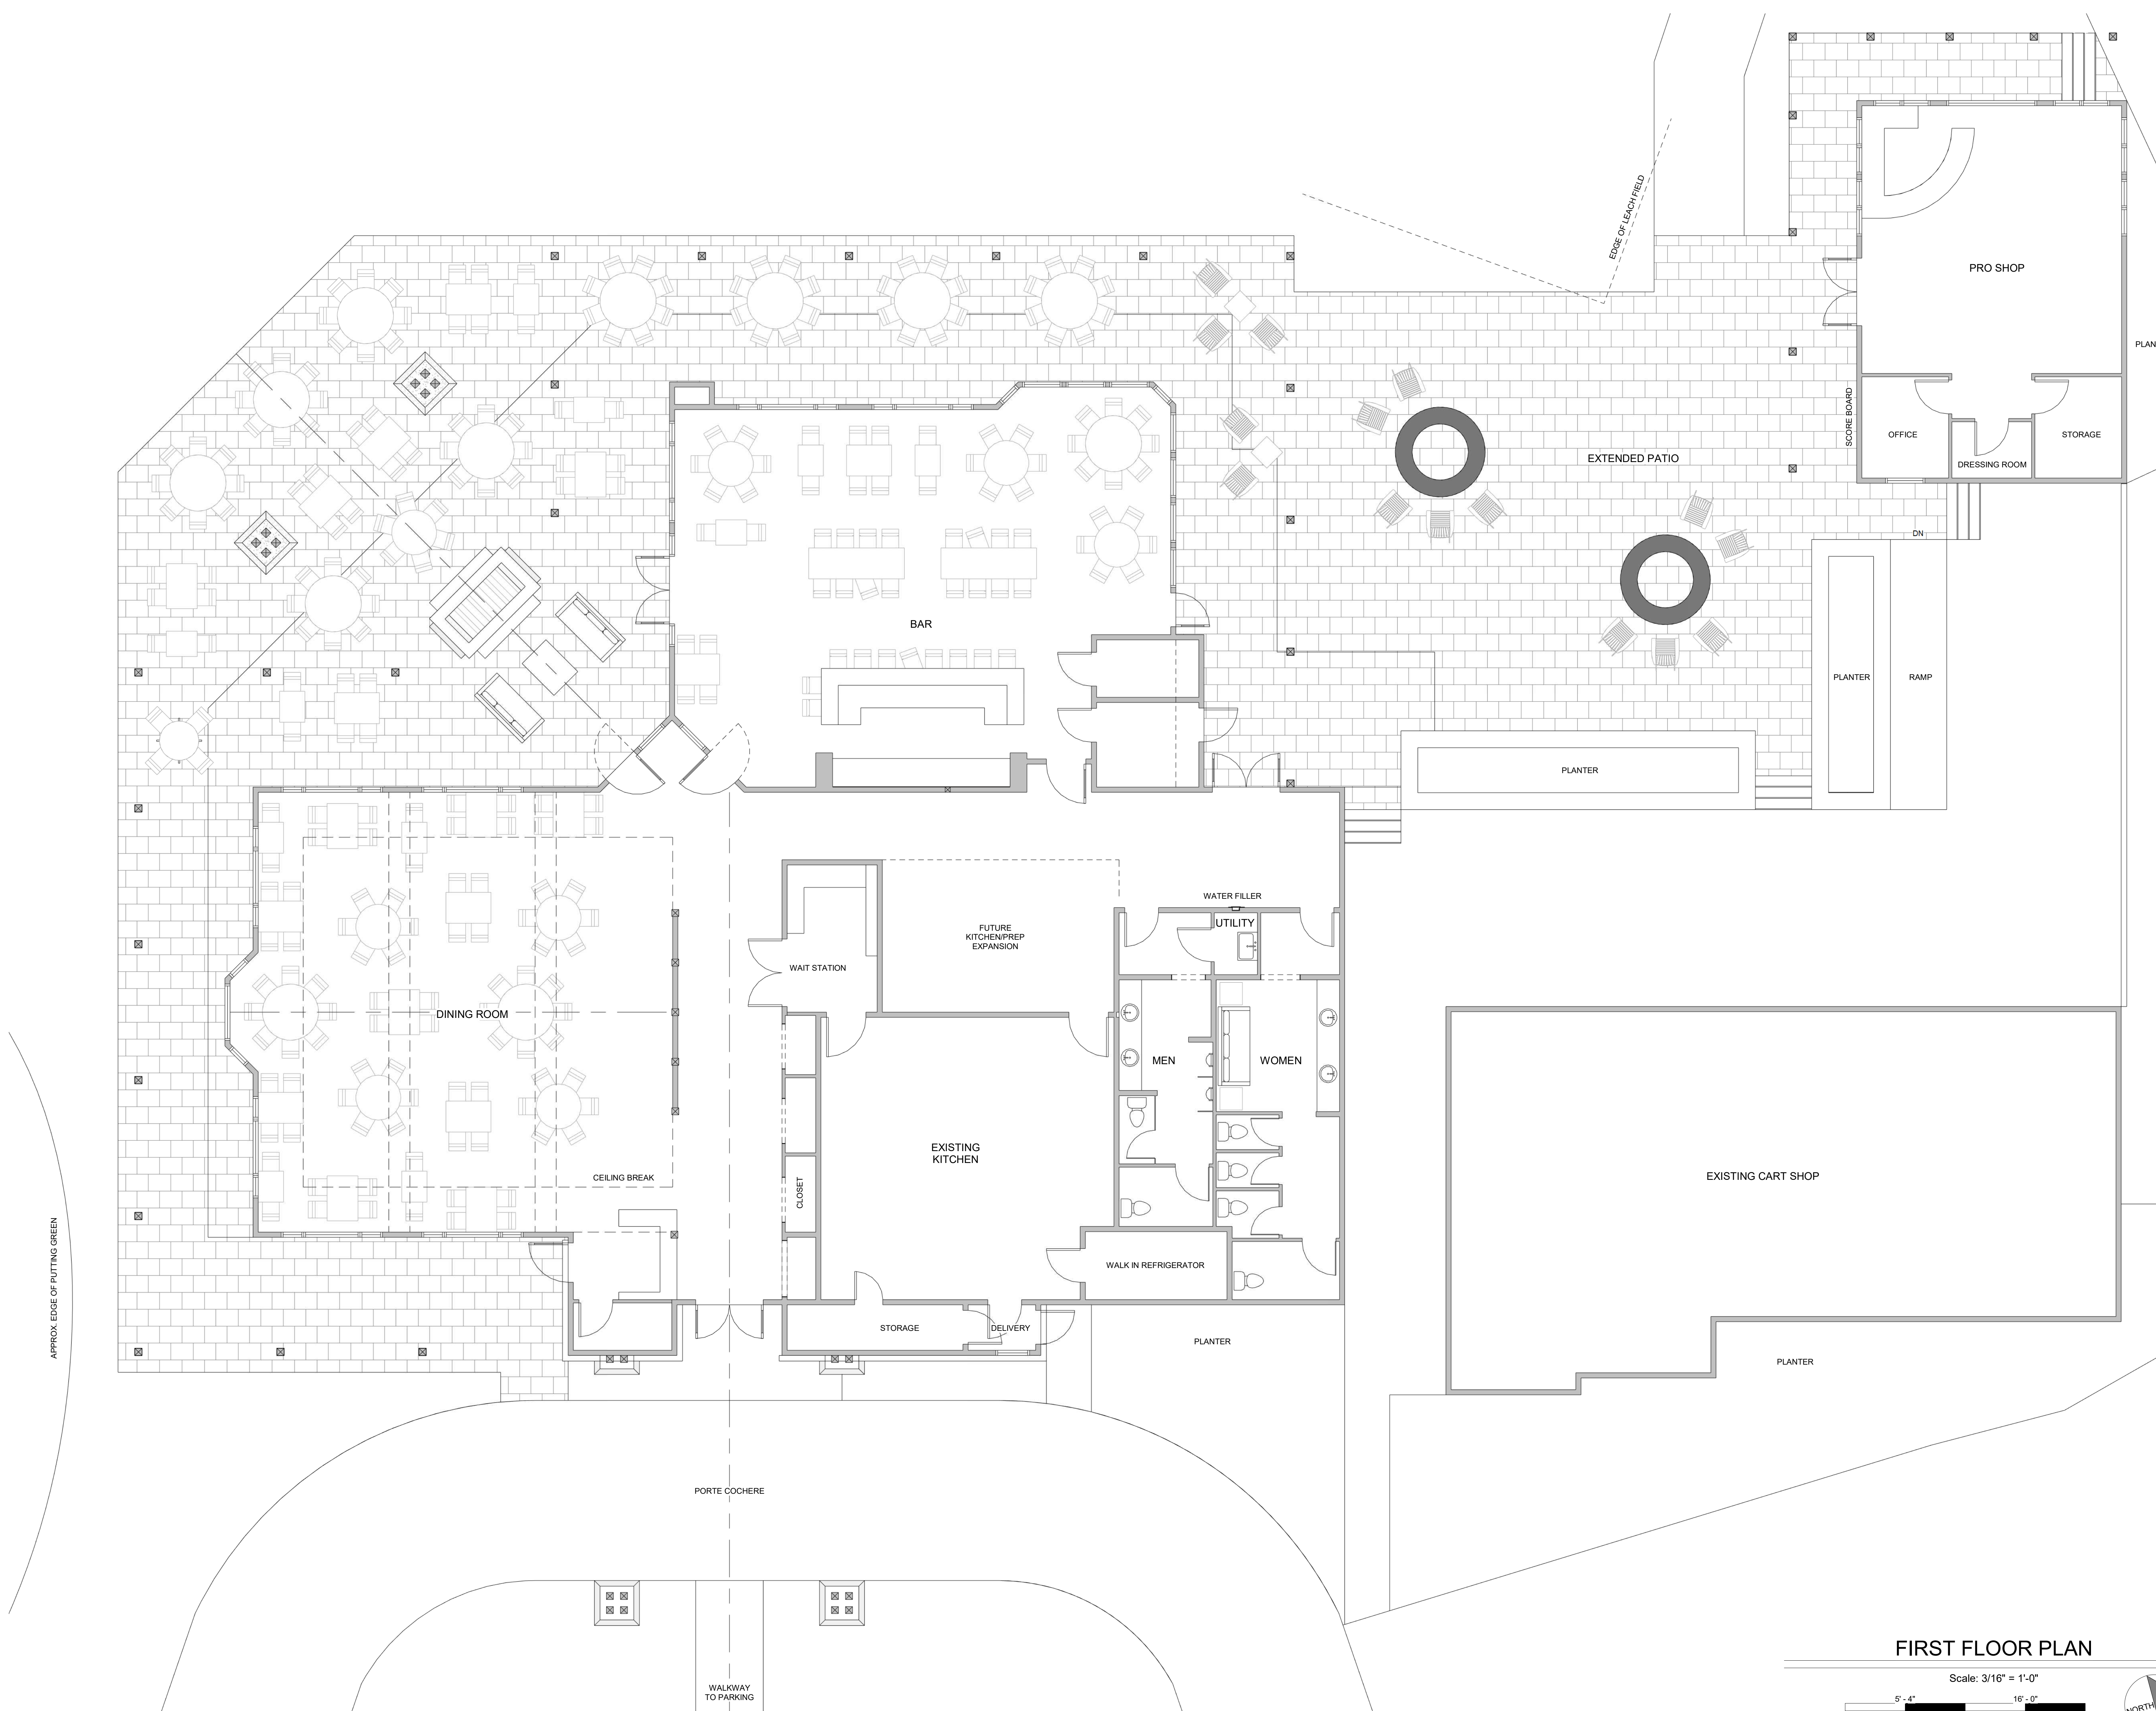 EDGE OF LEACH FIELD
PRO SHOP
PLAN
SCORE BOARD
OFFICE
STORAGE
DRESSING ROOM
EXTENDED PATIO
DN
BAR
PLANTER
RAMP
PLANTER
WATER FILLER
UTILITY
FUTURE
KITCHEN/PREP
EXPANSION
WAIT STATION
DINING ROOM
MEN
WOMEN
EXISTING
KITCHEN
EXISTING CART SHOP
CEILING BREAK
CLOSET
APPROX. EDGE OF PUTTING GREEN
WALK IN REFRIGERATOR
STORAGE
DELIVERY
PLANTER
PLANTER
PORTE COCHERE
WALKWAY
TO PARKING
FIRST FLOOR PLAN
Scale: 3/16" = 1'-0"
5' - 4"
16' - 0"
NORTH